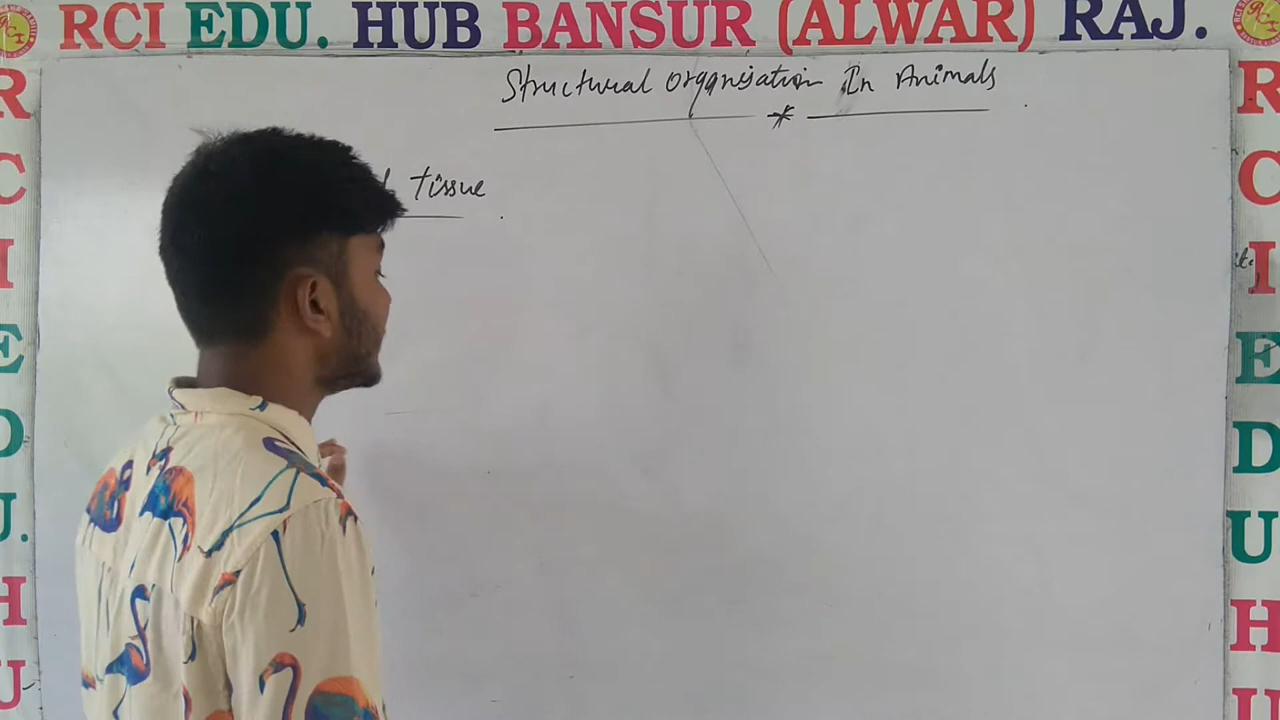 RCI EDU. HUB BANSUR (ALWAR) RAJ.
Structural Organisation In Animals
*
tissue
R
C
I
E
D
U.
H
U
R
C
I
E
D
U
H
U